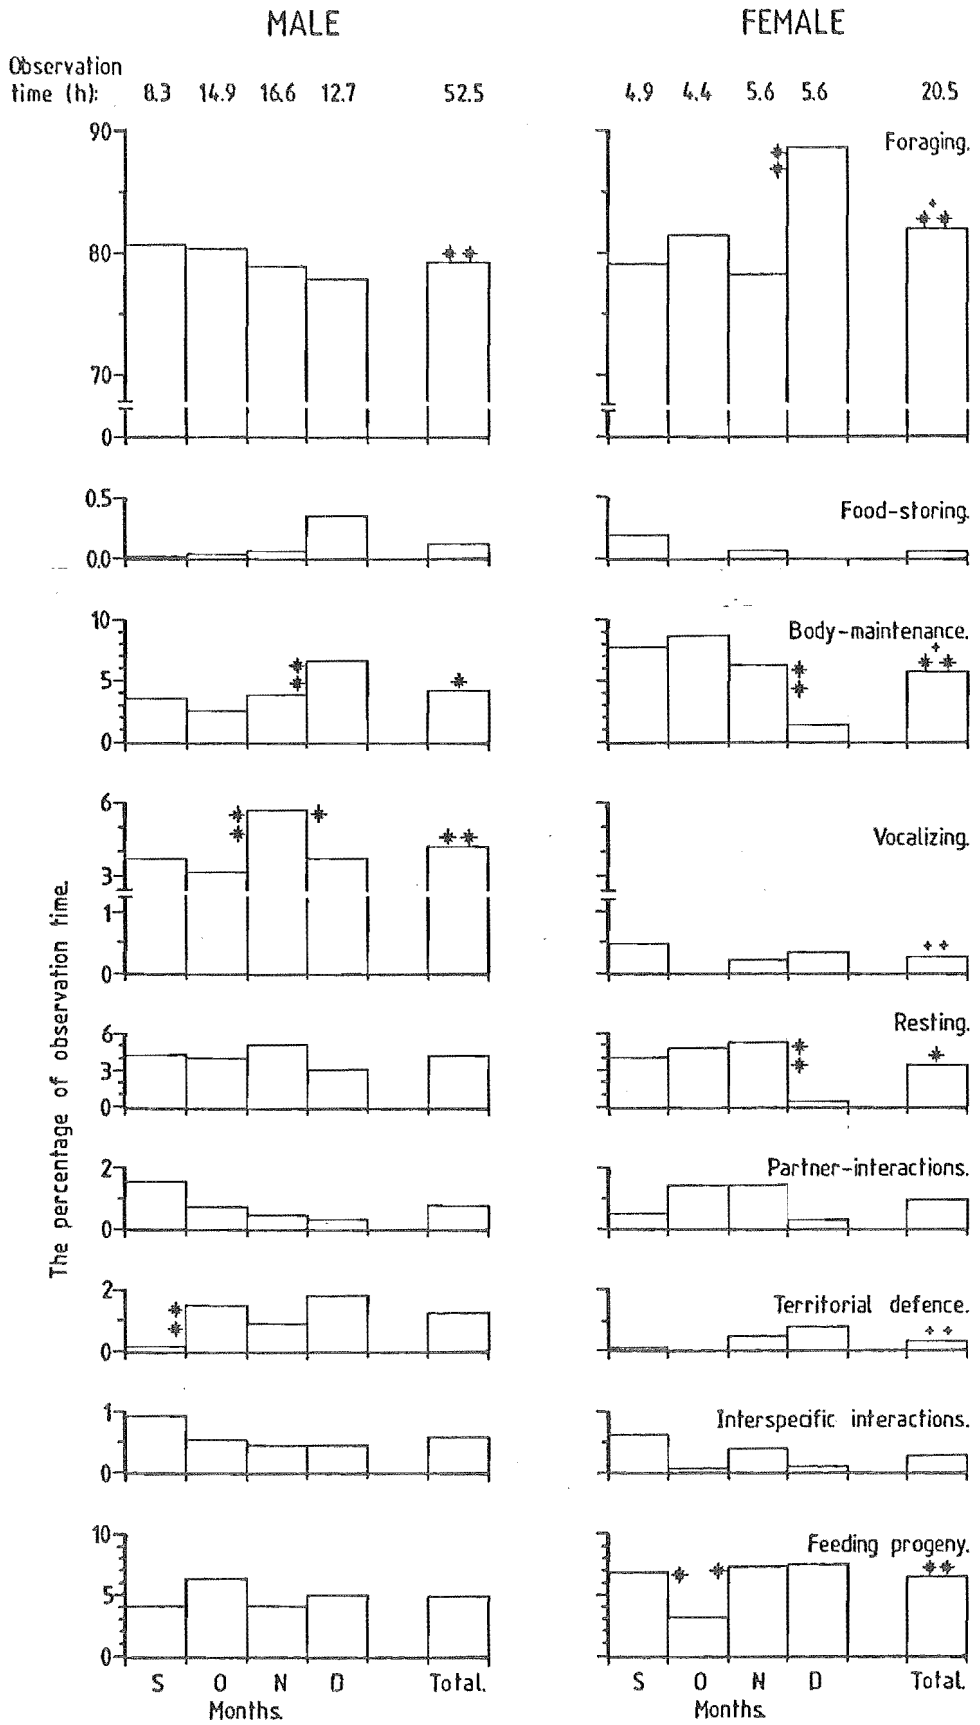 MALE FEMALE
Observation
time (h): 8.3 14.9 16.6 12.7 52.5 4.9 4.4 5.6 5.6 20.5
90
Foraging.
80
70
0
0.5
Food-storing.
0.0
10
Body-maintenance.
5
0
6
Vocalizing.
3
1
0
Resting.
6
3
0
2
Partner-interactions.
0
2
Territorial defence.
0
1
Interspecific interactions.
0
10
Feeding progeny.
5
0
S O N D Total. S O N D Total.
Months. Months.
The percentage of observation time.